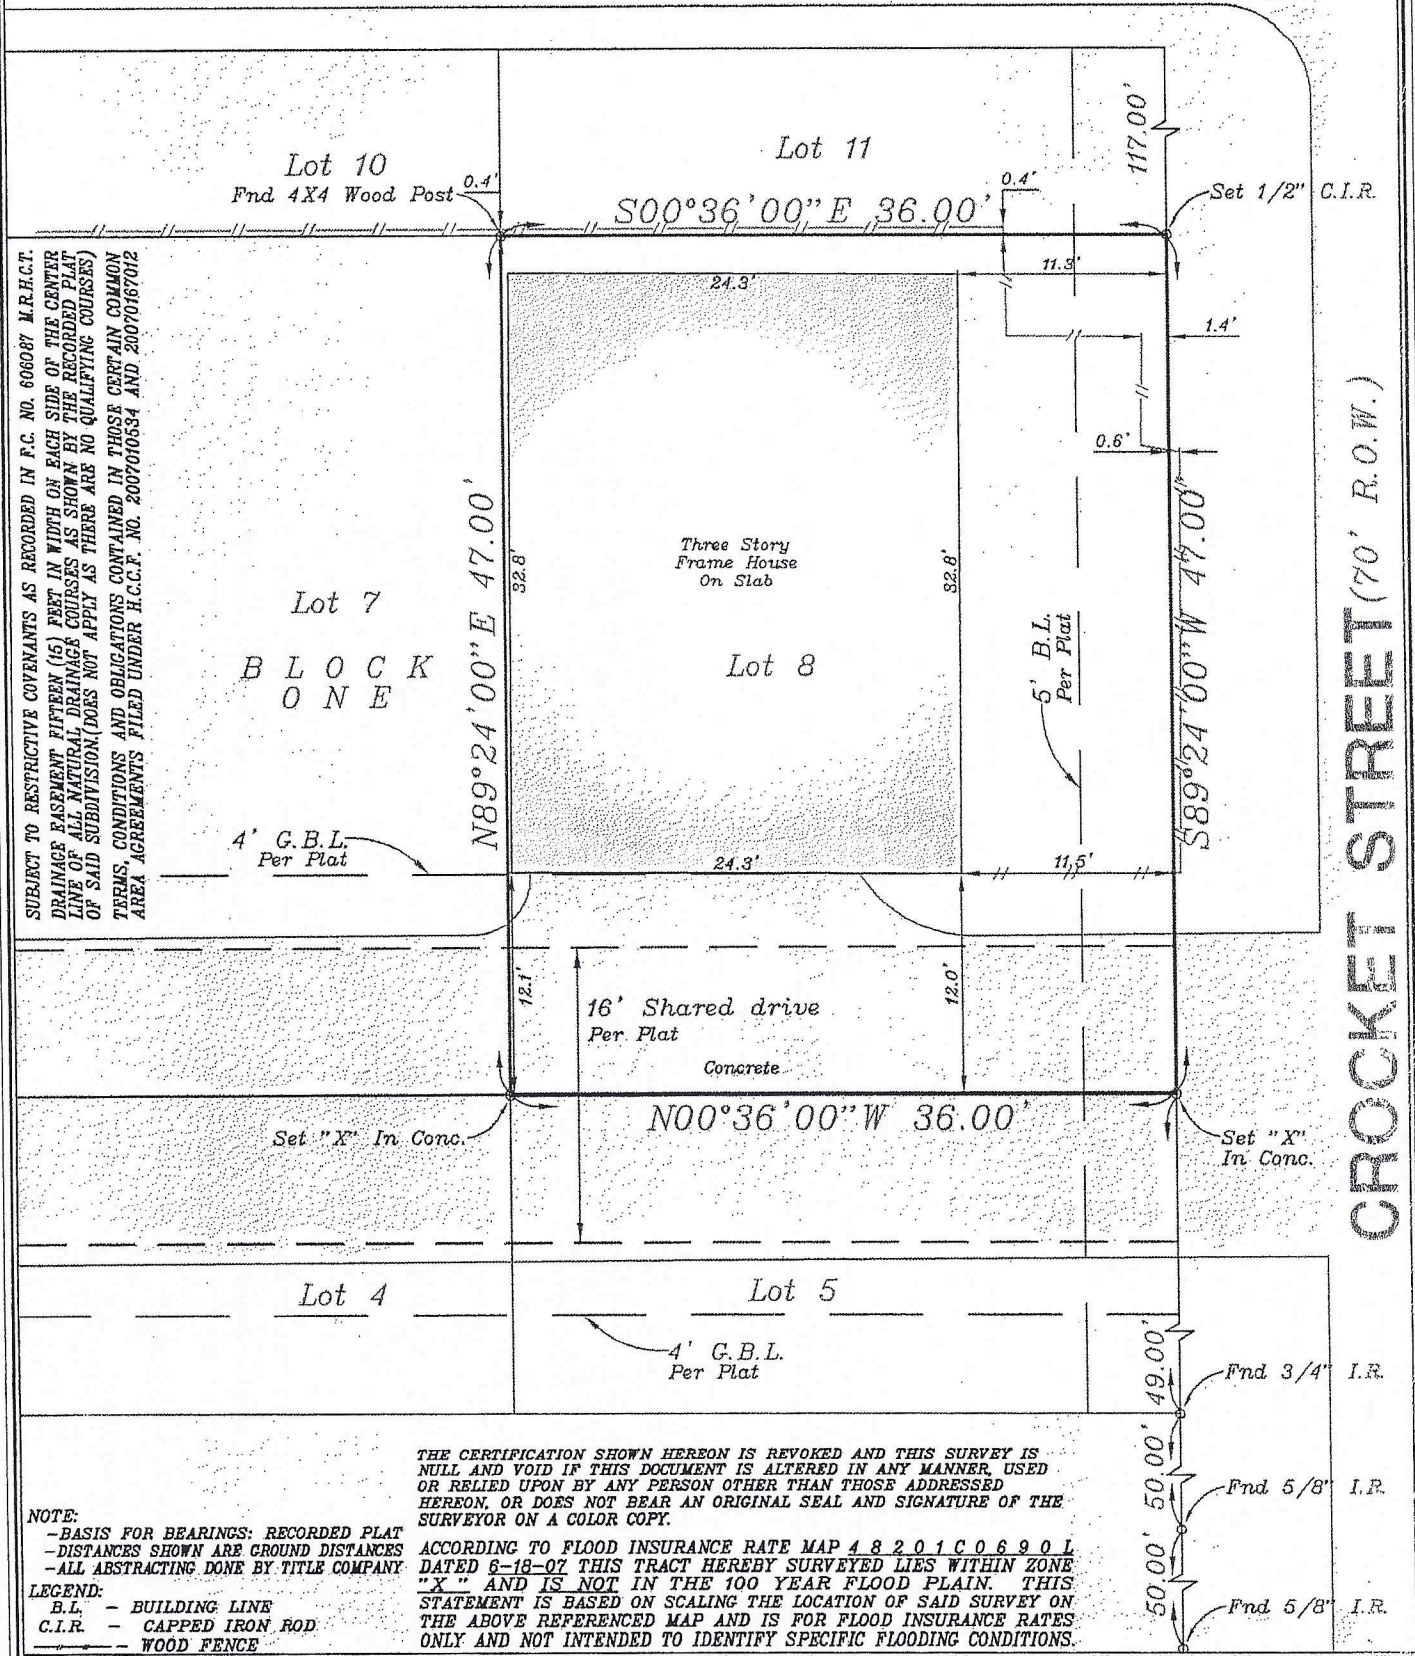 117.00'
Lot 10
Lot 11
Fnd 4X4 Wood Post
0.4'
0.4'
Set 1/2" C.I.R.
S00°36'00"E 36.00'
24.3'
11.3'
1.4'
0.6'
SUBJECT TO RESTRICTIVE COVENANTS AS RECORDED IN F.C. NO. 606087 M.R.H.C.T.
DRAINAGE EASEMENT FIFTEEN (15) FEET IN WIDTH ON EACH SIDE OF THE CENTER
LINE OF ALL NATURAL DRAINAGE COURSES AS SHOWN BY THE RECORDED PLAT
OF SAID SUBDIVISION.(DOES NOT APPLY AS THERE ARE NO QUALIFYING COURSES)
TERMS, CONDITIONS AND OBLIGATIONS CONTAINED IN THOSE CERTAIN COMMON
AREA AGREEMENTS FILED UNDER H.C.C.F. NO. 2007010534 AND 20070167012
N89°24'00"E 47.00'
32.8'
Three Story
Frame House
On Slab
32.8'
S89°24'00"W 47.00'
CROCKET STREET (70' R.O.W.)
Lot 7
BLOCK
ONE
Lot 8
5' B.L.
Per Plat
4' G.B.L.
Per Plat
24.3'
11.5'
12.1'
12.0'
16' Shared drive
Per Plat
Concrete
N00°36'00"W 36.00'
Set "X" In Conc.
Set "X"
In Conc.
Lot 4
Lot 5
4' G.B.L.
Per Plat
49.00'
Fnd 3/4" I.R.
50.00'
Fnd 5/8" I.R.
50.00'
Fnd 5/8" I.R.
THE CERTIFICATION SHOWN HEREON IS REVOKED AND THIS SURVEY IS
NULL AND VOID IF THIS DOCUMENT IS ALTERED IN ANY MANNER, USED
OR RELIED UPON BY ANY PERSON OTHER THAN THOSE ADDRESSED
HEREON, OR DOES NOT BEAR AN ORIGINAL SEAL AND SIGNATURE OF THE
SURVEYOR ON A COLOR COPY.
ACCORDING TO FLOOD INSURANCE RATE MAP 4 8 2 0 1 C 0 6 9 0 L
DATED 6-18-07 THIS TRACT HEREBY SURVEYED LIES WITHIN ZONE
"X" AND IS NOT IN THE 100 YEAR FLOOD PLAIN. THIS
STATEMENT IS BASED ON SCALING THE LOCATION OF SAID SURVEY ON
THE ABOVE REFERENCED MAP AND IS FOR FLOOD INSURANCE RATES
ONLY AND NOT INTENDED TO IDENTIFY SPECIFIC FLOODING CONDITIONS.
NOTE:
-BASIS FOR BEARINGS: RECORDED PLAT
-DISTANCES SHOWN ARE GROUND DISTANCES
-ALL ABSTRACTING DONE BY TITLE COMPANY
LEGEND:
B.L. - BUILDING LINE
C.I.R. - CAPPED IRON ROD
- WOOD FENCE